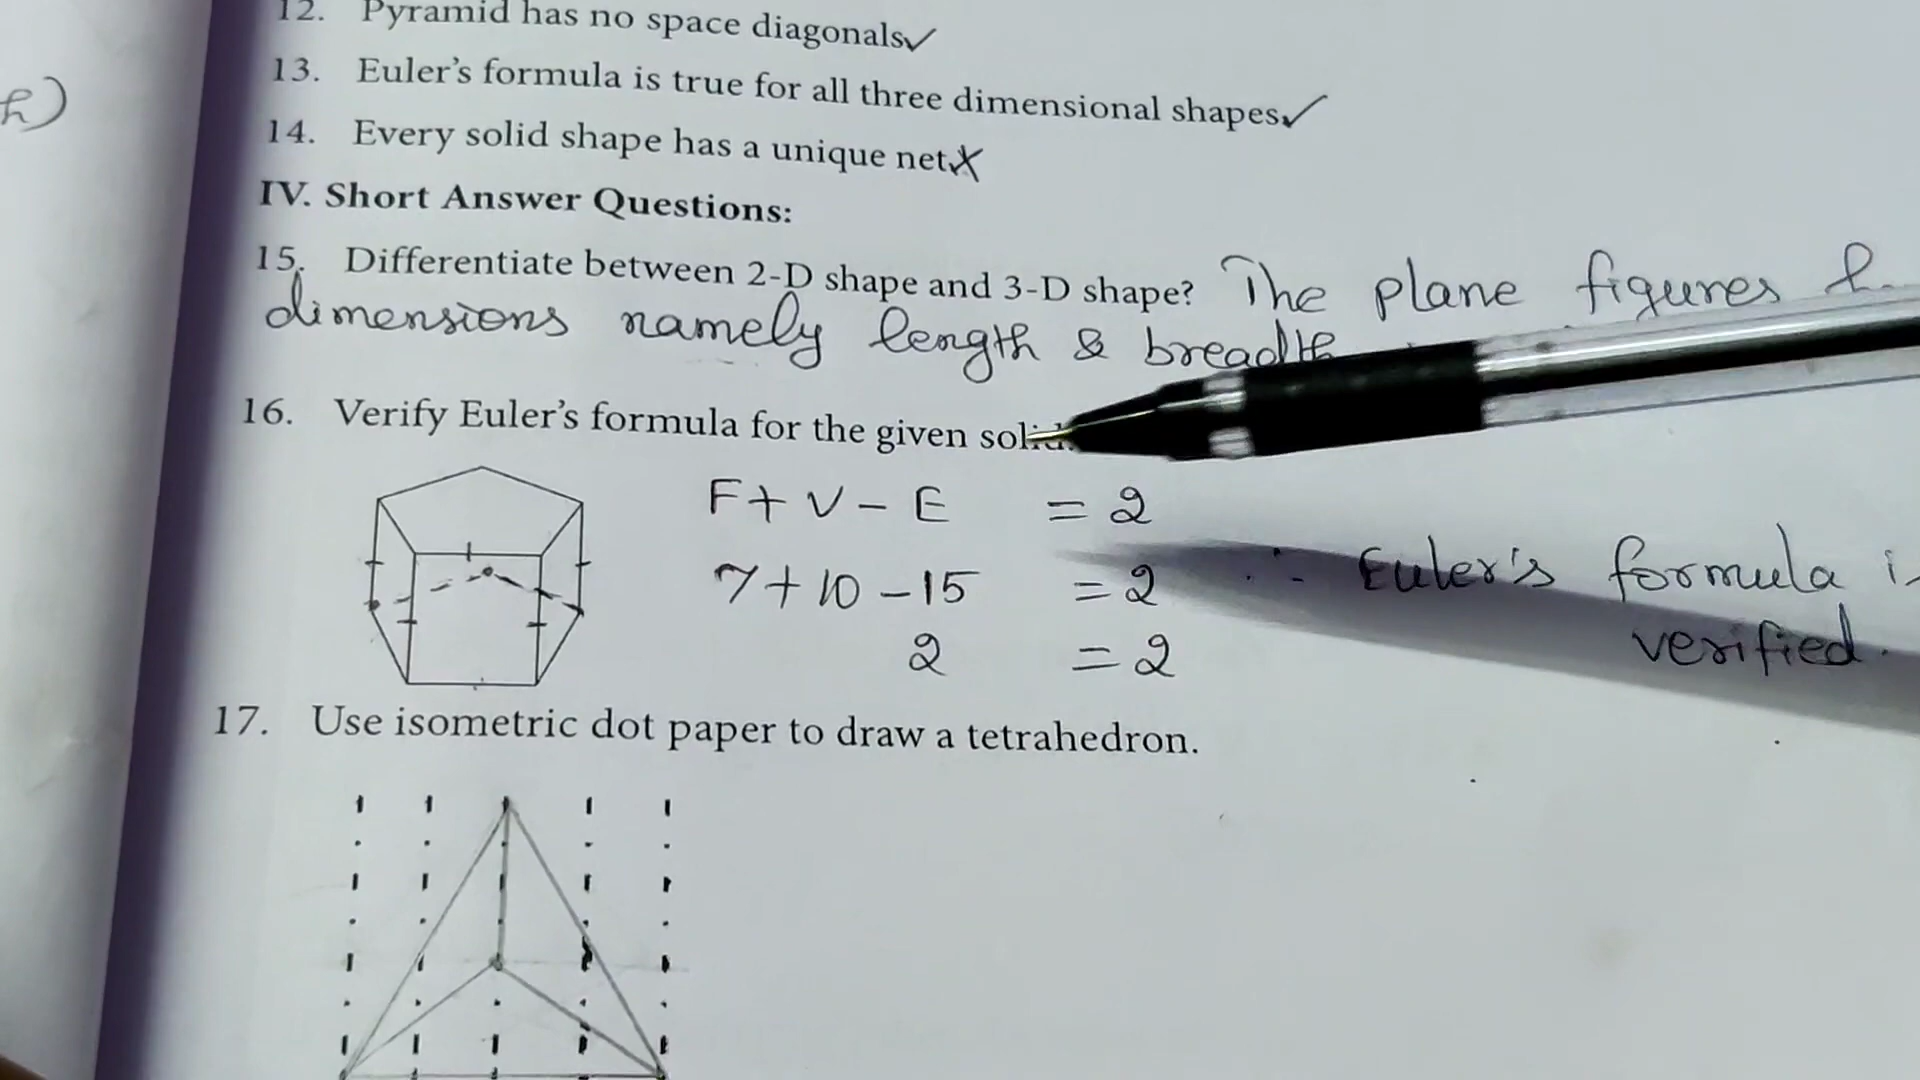 h)
12. Pyramid has no space diagonals✓
13. Euler's formula is true for all three dimensional shapes.✓
14. Every solid shape has a unique net.✗
IV. Short Answer Questions:
15. Differentiate between 2-D shape and 3-D shape? The plane figures
dimensions namely length & breadth
16. Verify Euler's formula for the given solid.
F + V - E = 2
7 + 10 - 15 = 2
2 = 2
∴ Euler's formula
verified.
17. Use isometric dot paper to draw a tetrahedron.